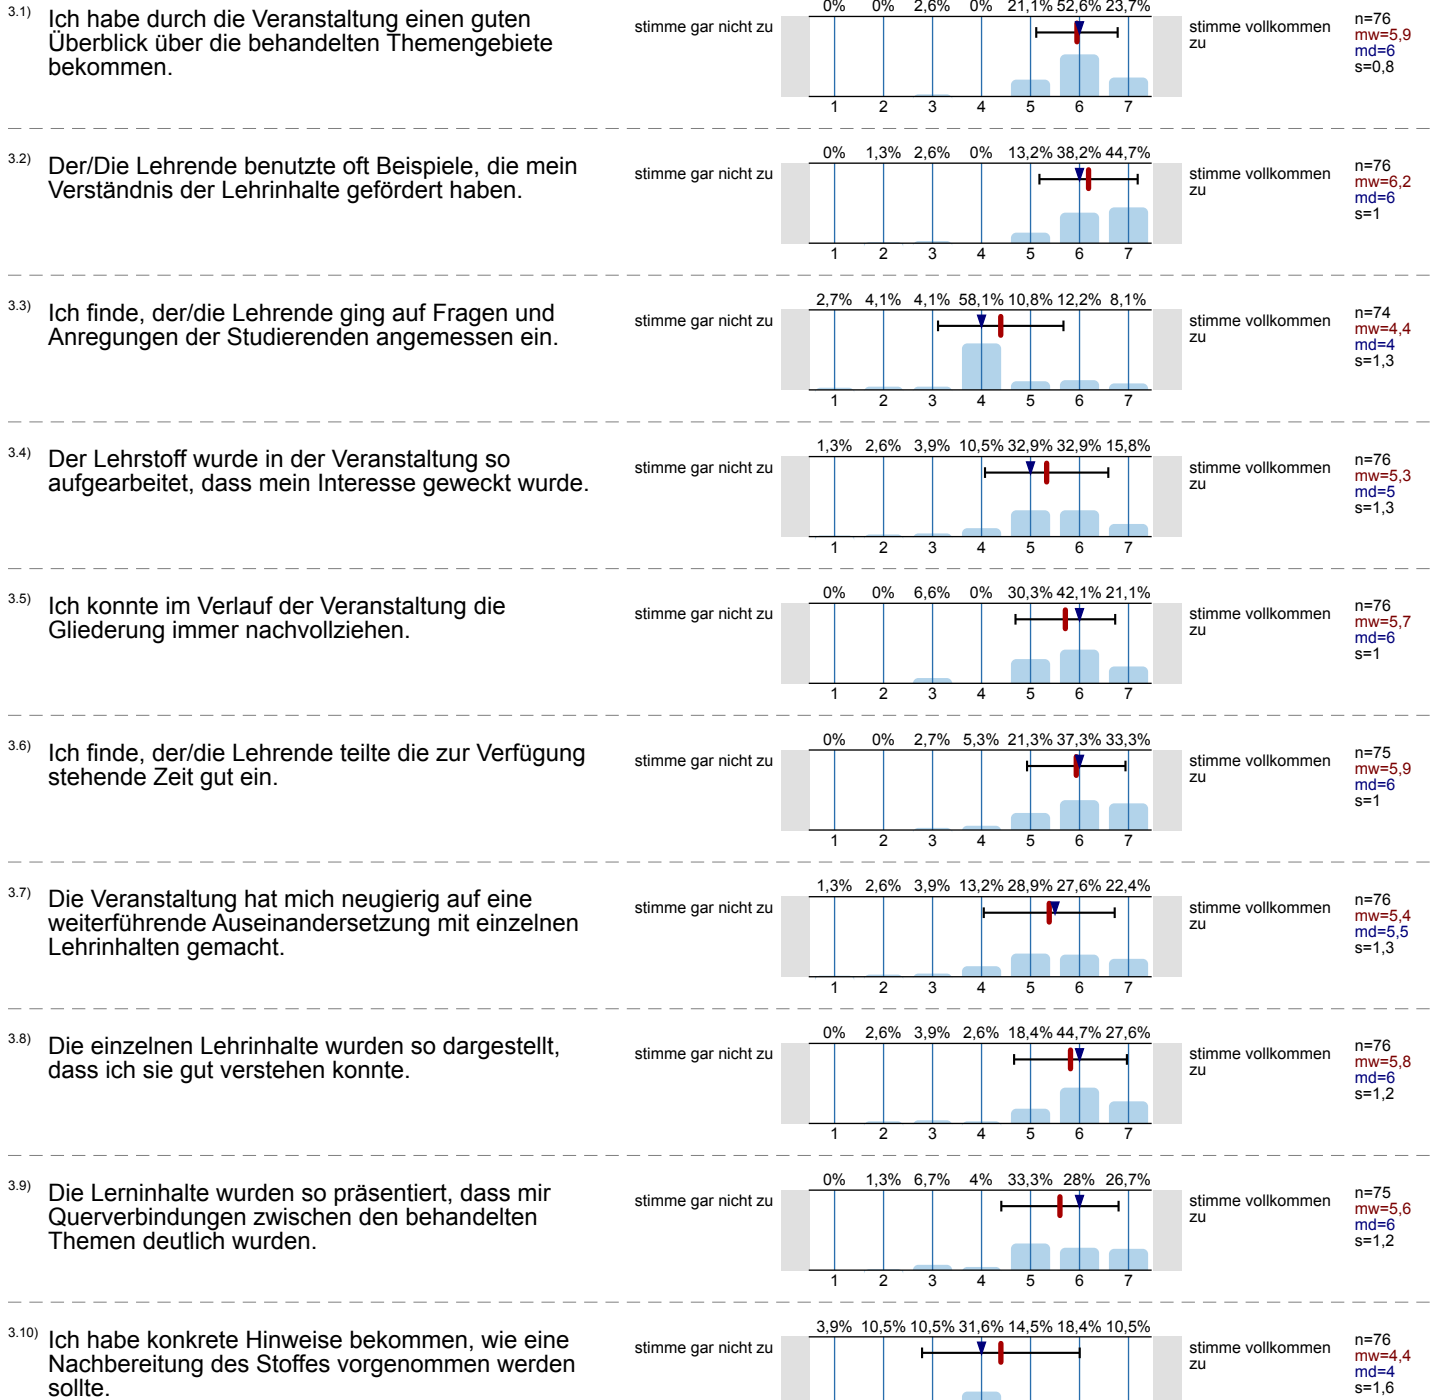 3.1) Ich habe durch die Veranstaltung einen guten
Überblick über die behandelten Themengebiete
bekommen.
stimme gar nicht zu
0% 0% 2,6% 0% 21,1% 52,6% 23,7%
1 2 3 4 5 6 7
stimme vollkommen
zu
n=76
mw=5,9
md=6
s=0,8
3.2) Der/Die Lehrende benutzte oft Beispiele, die mein
Verständnis der Lehrinhalte gefördert haben.
stimme gar nicht zu
0% 1,3% 2,6% 0% 13,2% 38,2% 44,7%
1 2 3 4 5 6 7
stimme vollkommen
zu
n=76
mw=6,2
md=6
s=1
3.3) Ich finde, der/die Lehrende ging auf Fragen und
Anregungen der Studierenden angemessen ein.
stimme gar nicht zu
2,7% 4,1% 4,1% 58,1% 10,8% 12,2% 8,1%
1 2 3 4 5 6 7
stimme vollkommen
zu
n=74
mw=4,4
md=4
s=1,3
3.4) Der Lehrstoff wurde in der Veranstaltung so
aufgearbeitet, dass mein Interesse geweckt wurde.
stimme gar nicht zu
1,3% 2,6% 3,9% 10,5% 32,9% 32,9% 15,8%
1 2 3 4 5 6 7
stimme vollkommen
zu
n=76
mw=5,3
md=5
s=1,3
3.5) Ich konnte im Verlauf der Veranstaltung die
Gliederung immer nachvollziehen.
stimme gar nicht zu
0% 0% 6,6% 0% 30,3% 42,1% 21,1%
1 2 3 4 5 6 7
stimme vollkommen
zu
n=76
mw=5,7
md=6
s=1
3.6) Ich finde, der/die Lehrende teilte die zur Verfügung
stehende Zeit gut ein.
stimme gar nicht zu
0% 0% 2,7% 5,3% 21,3% 37,3% 33,3%
1 2 3 4 5 6 7
stimme vollkommen
zu
n=75
mw=5,9
md=6
s=1
3.7) Die Veranstaltung hat mich neugierig auf eine
weiterführende Auseinandersetzung mit einzelnen
Lehrinhalten gemacht.
stimme gar nicht zu
1,3% 2,6% 3,9% 13,2% 28,9% 27,6% 22,4%
1 2 3 4 5 6 7
stimme vollkommen
zu
n=76
mw=5,4
md=5,5
s=1,3
3.8) Die einzelnen Lehrinhalte wurden so dargestellt,
dass ich sie gut verstehen konnte.
stimme gar nicht zu
0% 2,6% 3,9% 2,6% 18,4% 44,7% 27,6%
1 2 3 4 5 6 7
stimme vollkommen
zu
n=76
mw=5,8
md=6
s=1,2
3.9) Die Lerninhalte wurden so präsentiert, dass mir
Querverbindungen zwischen den behandelten
Themen deutlich wurden.
stimme gar nicht zu
0% 1,3% 6,7% 4% 33,3% 28% 26,7%
1 2 3 4 5 6 7
stimme vollkommen
zu
n=75
mw=5,6
md=6
s=1,2
3.10) Ich habe konkrete Hinweise bekommen, wie eine
Nachbereitung des Stoffes vorgenommen werden
sollte.
stimme gar nicht zu
3,9% 10,5% 10,5% 31,6% 14,5% 18,4% 10,5%
stimme vollkommen
zu
n=76
mw=4,4
md=4
s=1,6